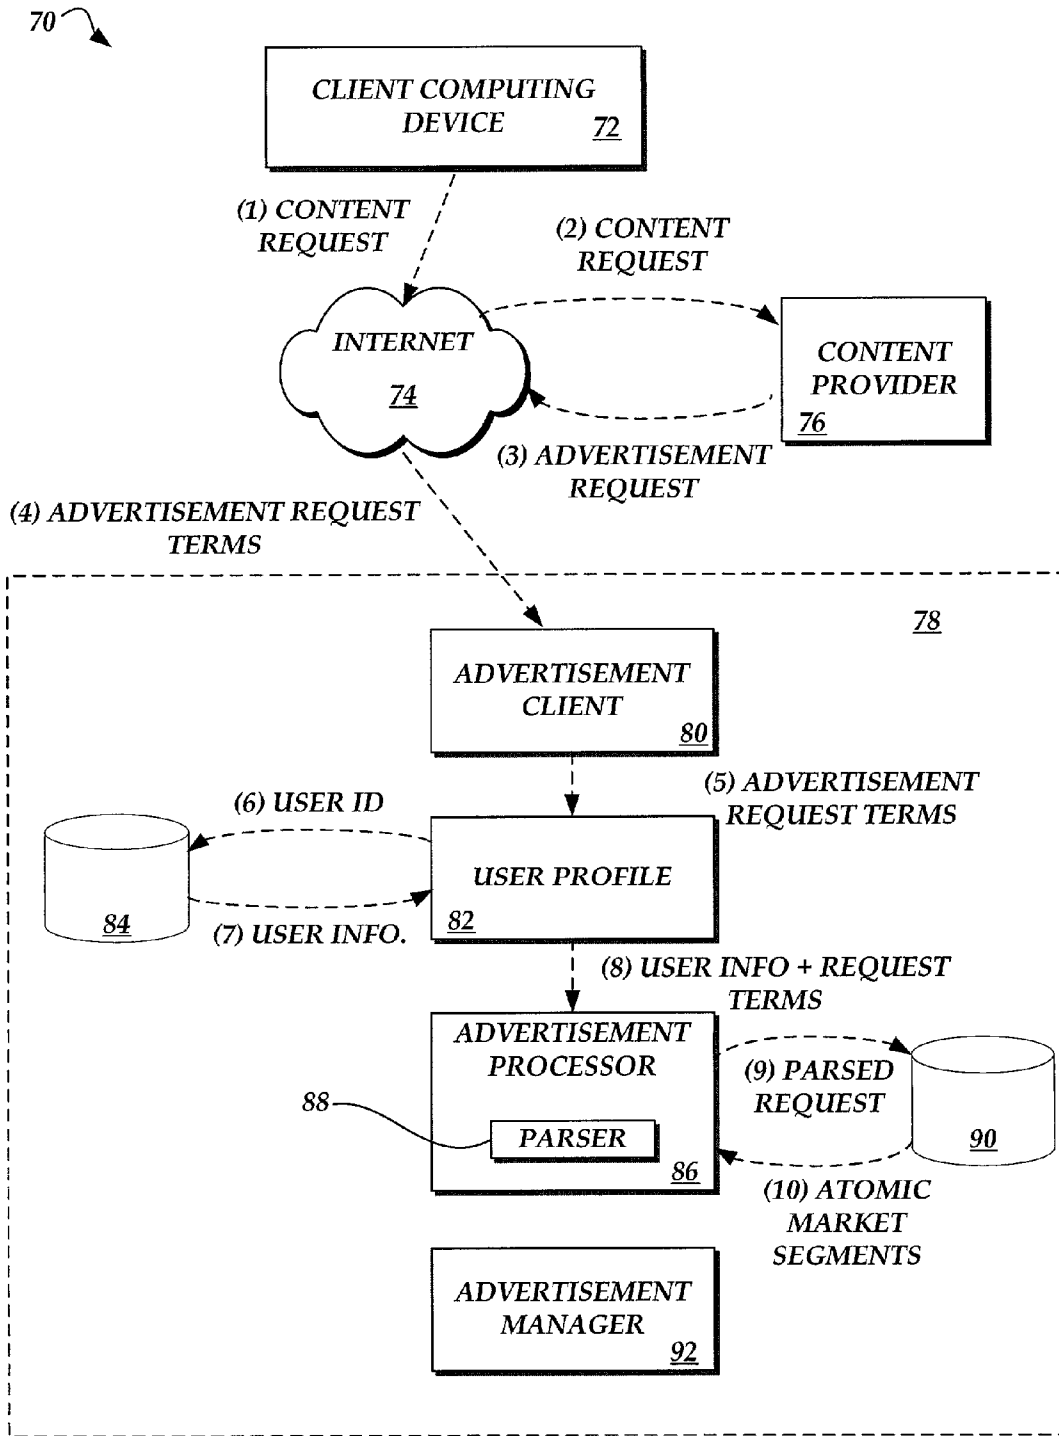 70
CLIENT COMPUTING
DEVICE
72
(1) CONTENT
REQUEST
(2) CONTENT
REQUEST
INTERNET
74
CONTENT
PROVIDER
76
(3) ADVERTISEMENT
REQUEST
(4) ADVERTISEMENT REQUEST
TERMS
78
ADVERTISEMENT
CLIENT
80
(5) ADVERTISEMENT
REQUEST TERMS
(6) USER ID
84
USER PROFILE
82
(7) USER INFO.
(8) USER INFO + REQUEST
TERMS
ADVERTISEMENT
PROCESSOR
88
PARSER
86
(9) PARSED
REQUEST
90
(10) ATOMIC
MARKET
SEGMENTS
ADVERTISEMENT
MANAGER
92